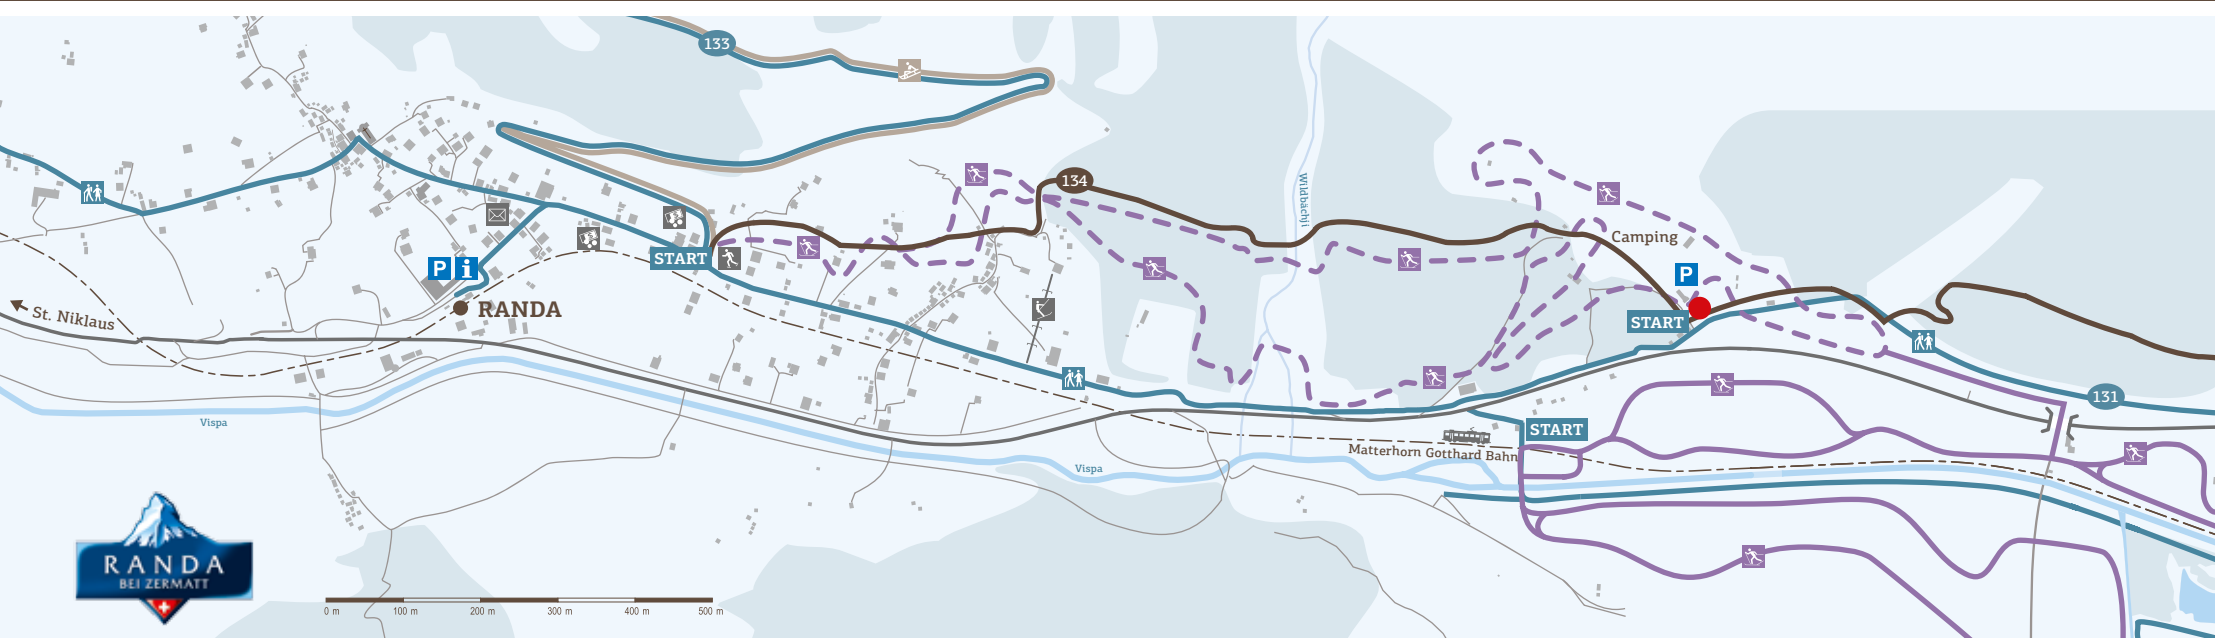 133
134
Wildbächji
Camping
P
i
START
P
START
RANDA
St. Niklaus
131
START
Matterhorn Gotthard Bahn
Vispa
Vispa
RANDA
BEI ZERMATT
0 m 100 m 200 m 300 m 400 m 500 m